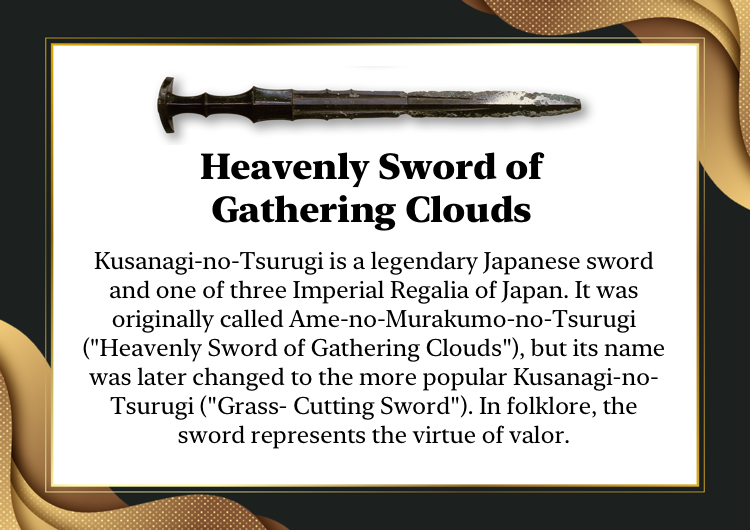 Heavenly Sword of
Gathering Clouds
Kusanagi-no-Tsurugi is a legendary Japanese sword
and one of three Imperial Regalia of Japan. It was
originally called Ame-no-Murakumo-no-Tsurugi
("Heavenly Sword of Gathering Clouds"), but its name
was later changed to the more popular Kusanagi-no-
Tsurugi ("Grass- Cutting Sword"). In folklore, the
sword represents the virtue of valor.